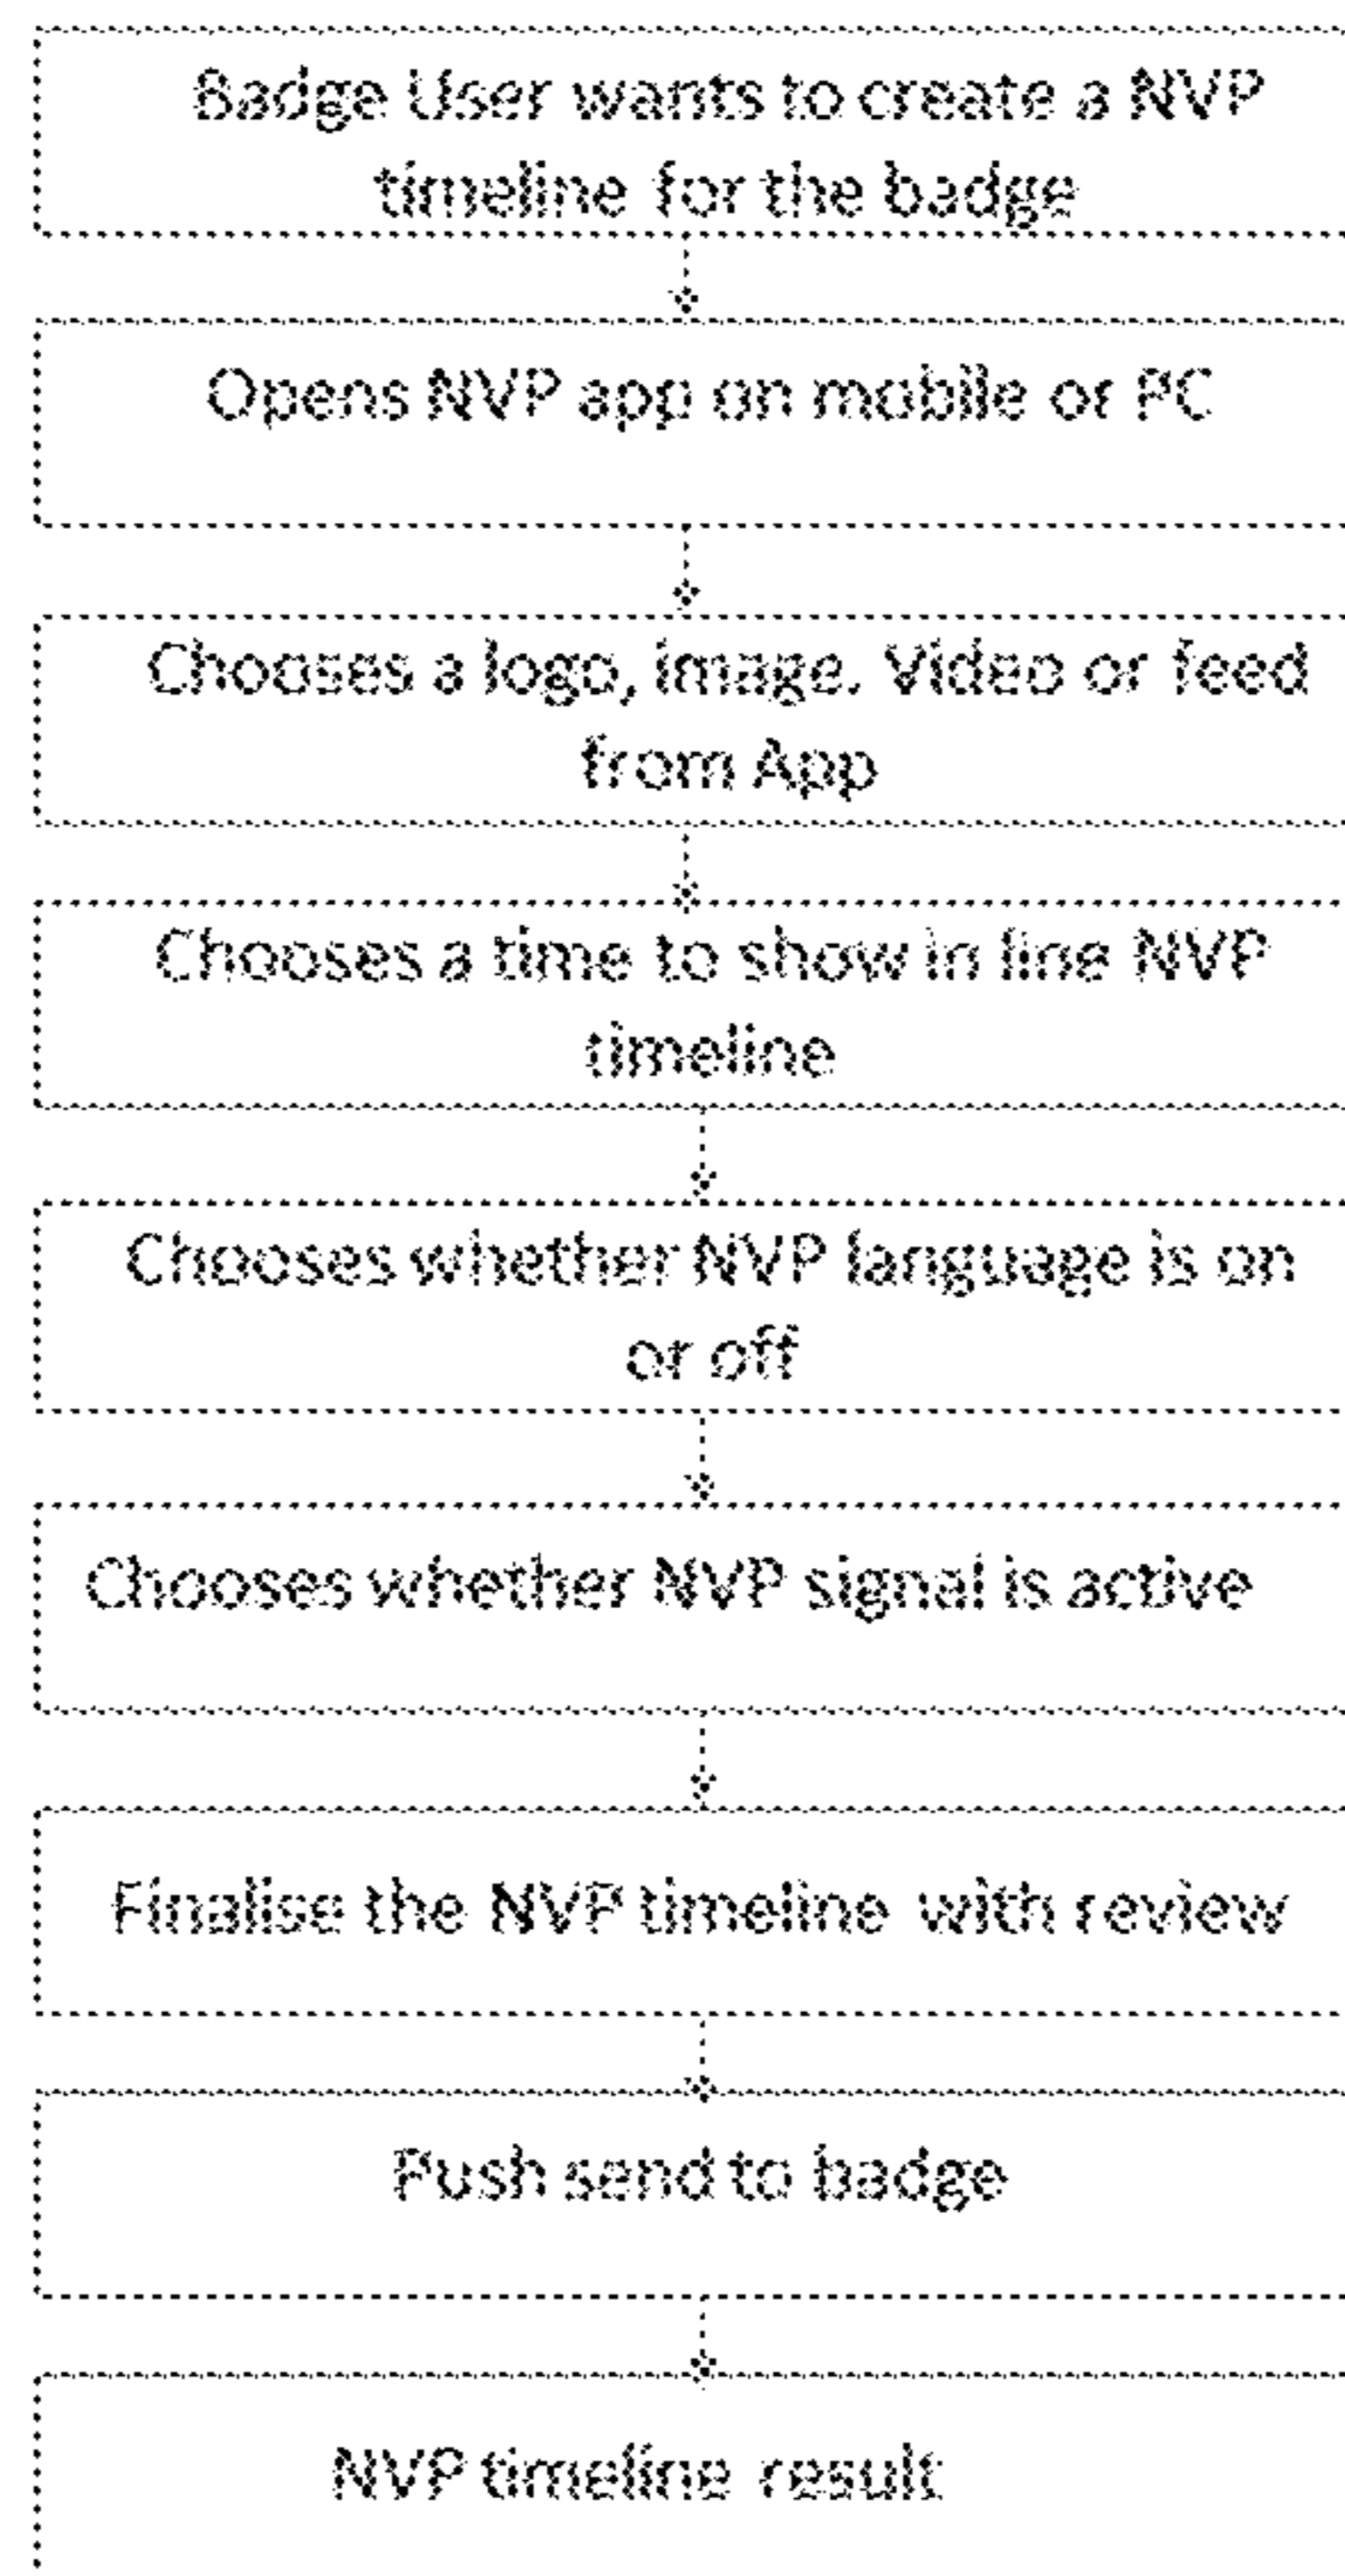 Badge User wants to create a NVP
timeline for the badge
Opens NVP app on mobile or PC
Chooses a logo, image. Video or feed
from App
Chooses a time to show in line NVP
timeline
Chooses whether NVP language is on
or off
Chooses whether NVP signal is active
Finalise the NVP timeline with review
Push send to badge
NVP timeline result